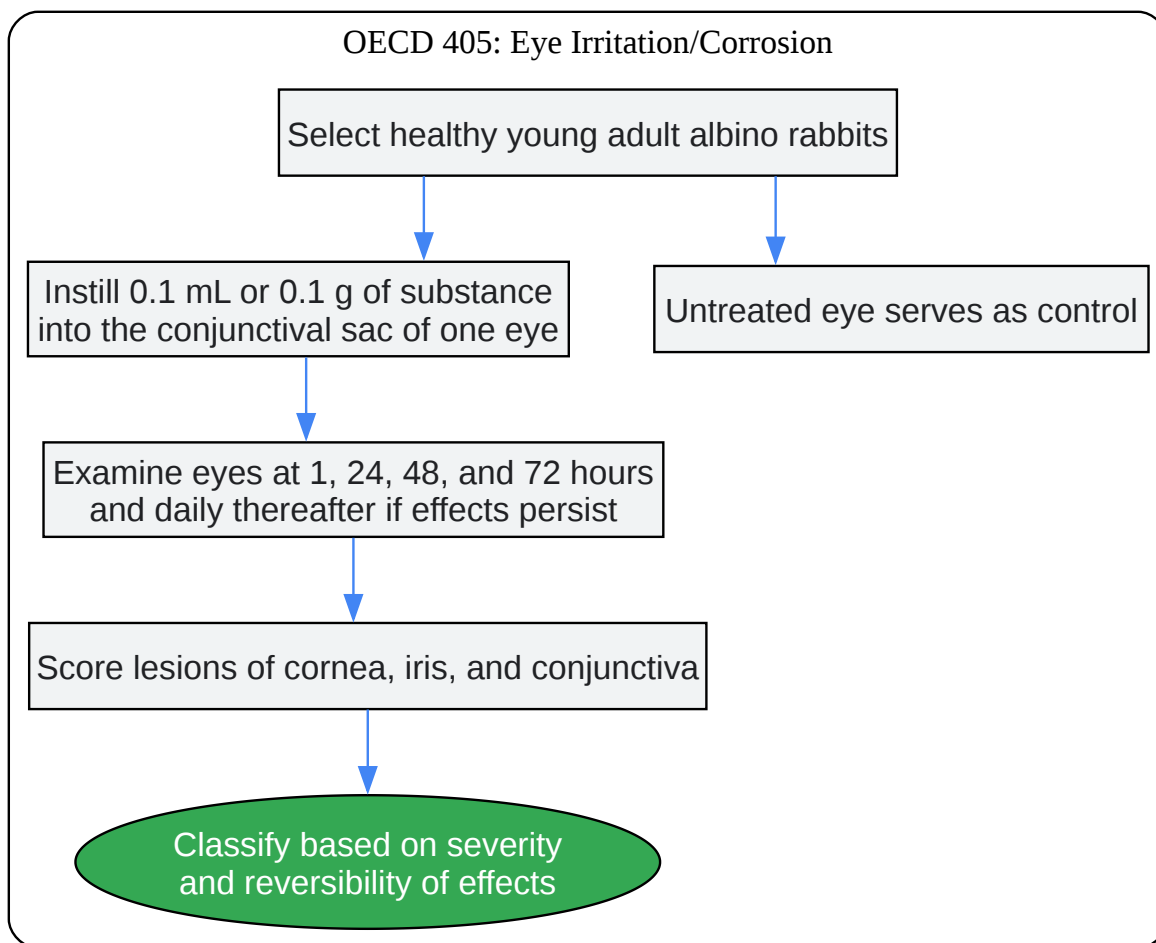 OECD 405: Eye Irritation/Corrosion
Select healthy young adult albino rabbits
Instill 0.1 mL or 0.1 g of substance
into the conjunctival sac of one eye
Untreated eye serves as control
Examine eyes at 1, 24, 48, and 72 hours
and daily thereafter if effects persist
Score lesions of cornea, iris, and conjunctiva
Classify based on severity
and reversibility of effects